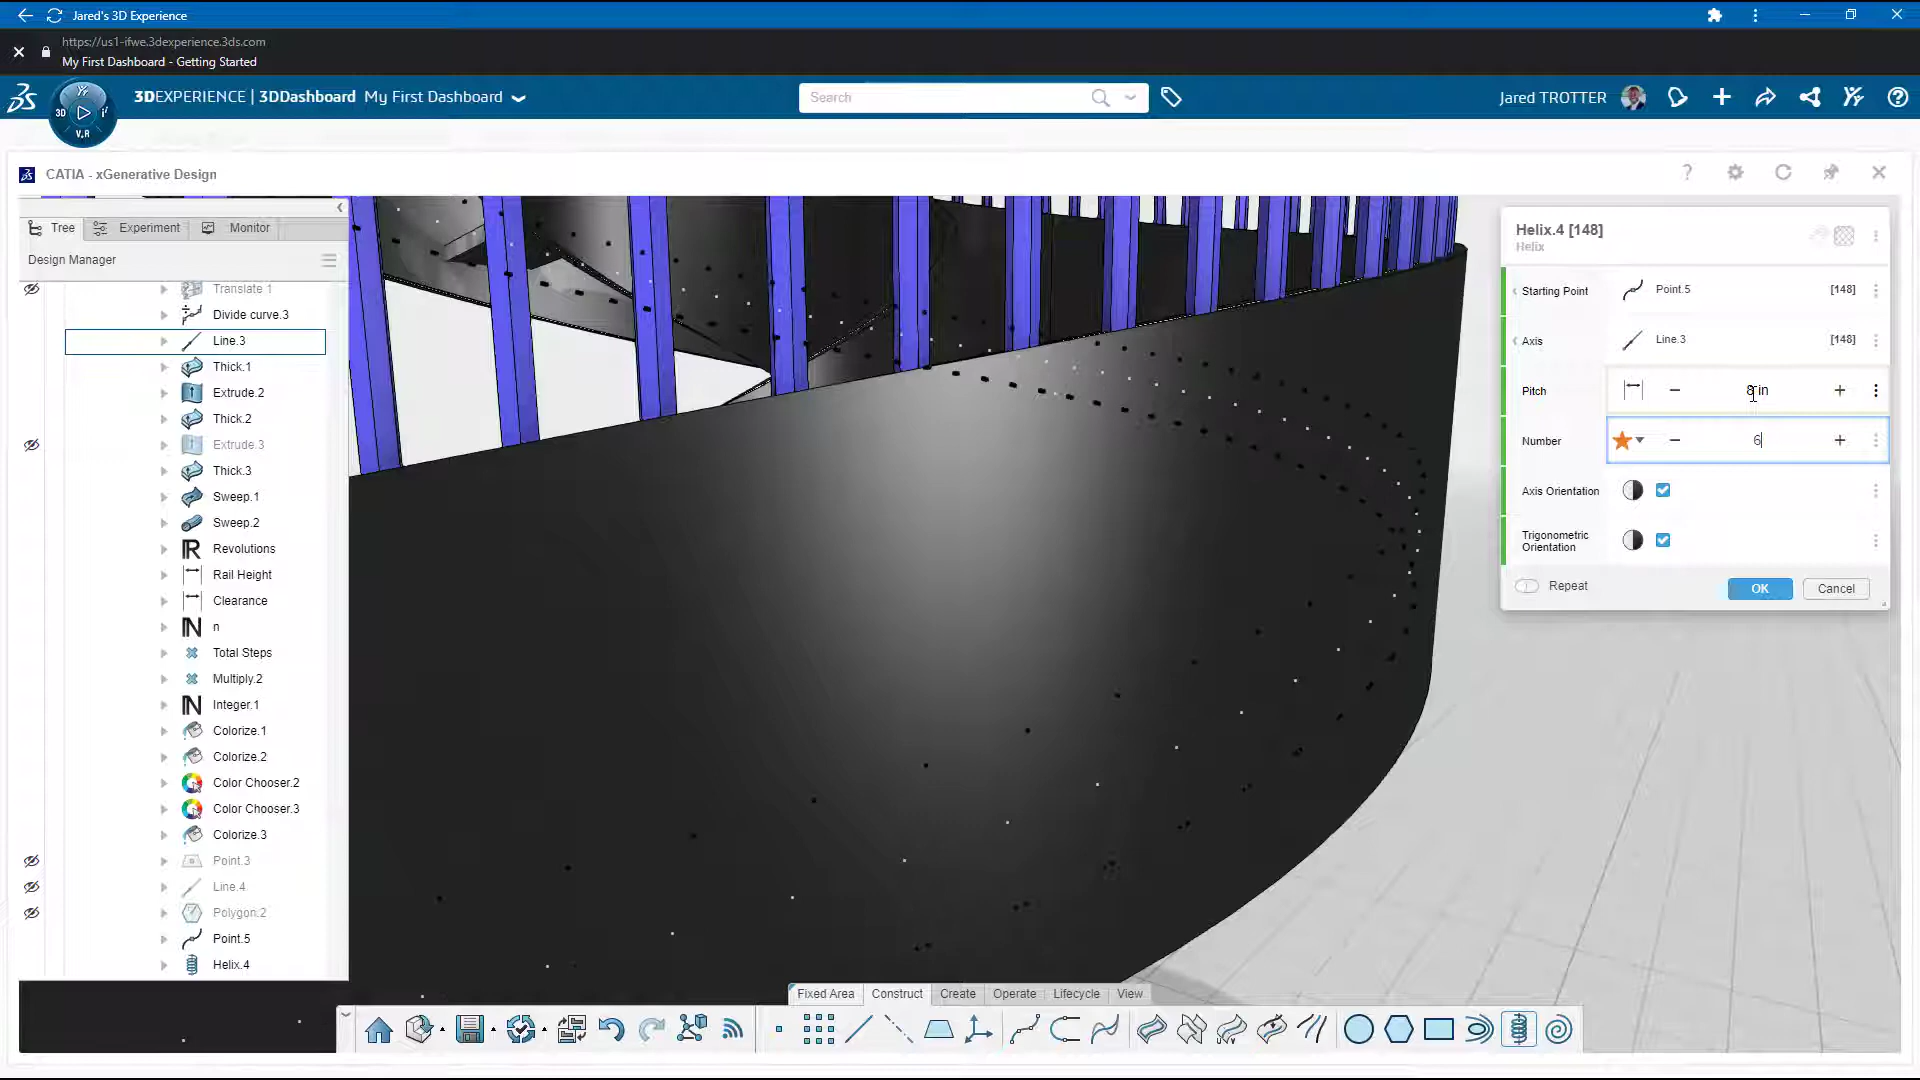 Jared's 3D Experience
https://us1-ifwe.3dexperience.3ds.com
My First Dashboard - Getting Started
3DEXPERIENCE | 3DDashboard My First Dashboard
Search
Jared TROTTER
3D
V.R
CATIA - xGenerative Design
Tree
Experiment
Monitor
Design Manager
Translate 1
Divide curve.3
Line.3
Thick.1
Extrude.2
Thick.2
Extrude.3
Thick.3
Sweep.1
Sweep.2
Revolutions
Rail Height
Clearance
n
Total Steps
Multiply.2
Integer.1
Colorize.1
Colorize.2
Color Chooser.2
Color Chooser.3
Colorize.3
Point.3
Line.4
Polygon.2
Point.5
Helix.4
Helix.4 [148]
Helix
Starting Point Point.5 [148]
Axis Line.3 [148]
Pitch 8 in
Number 6
Axis Orientation
Trigonometric
Orientation
Repeat OK Cancel
Fixed Area Construct Create Operate Lifecycle View